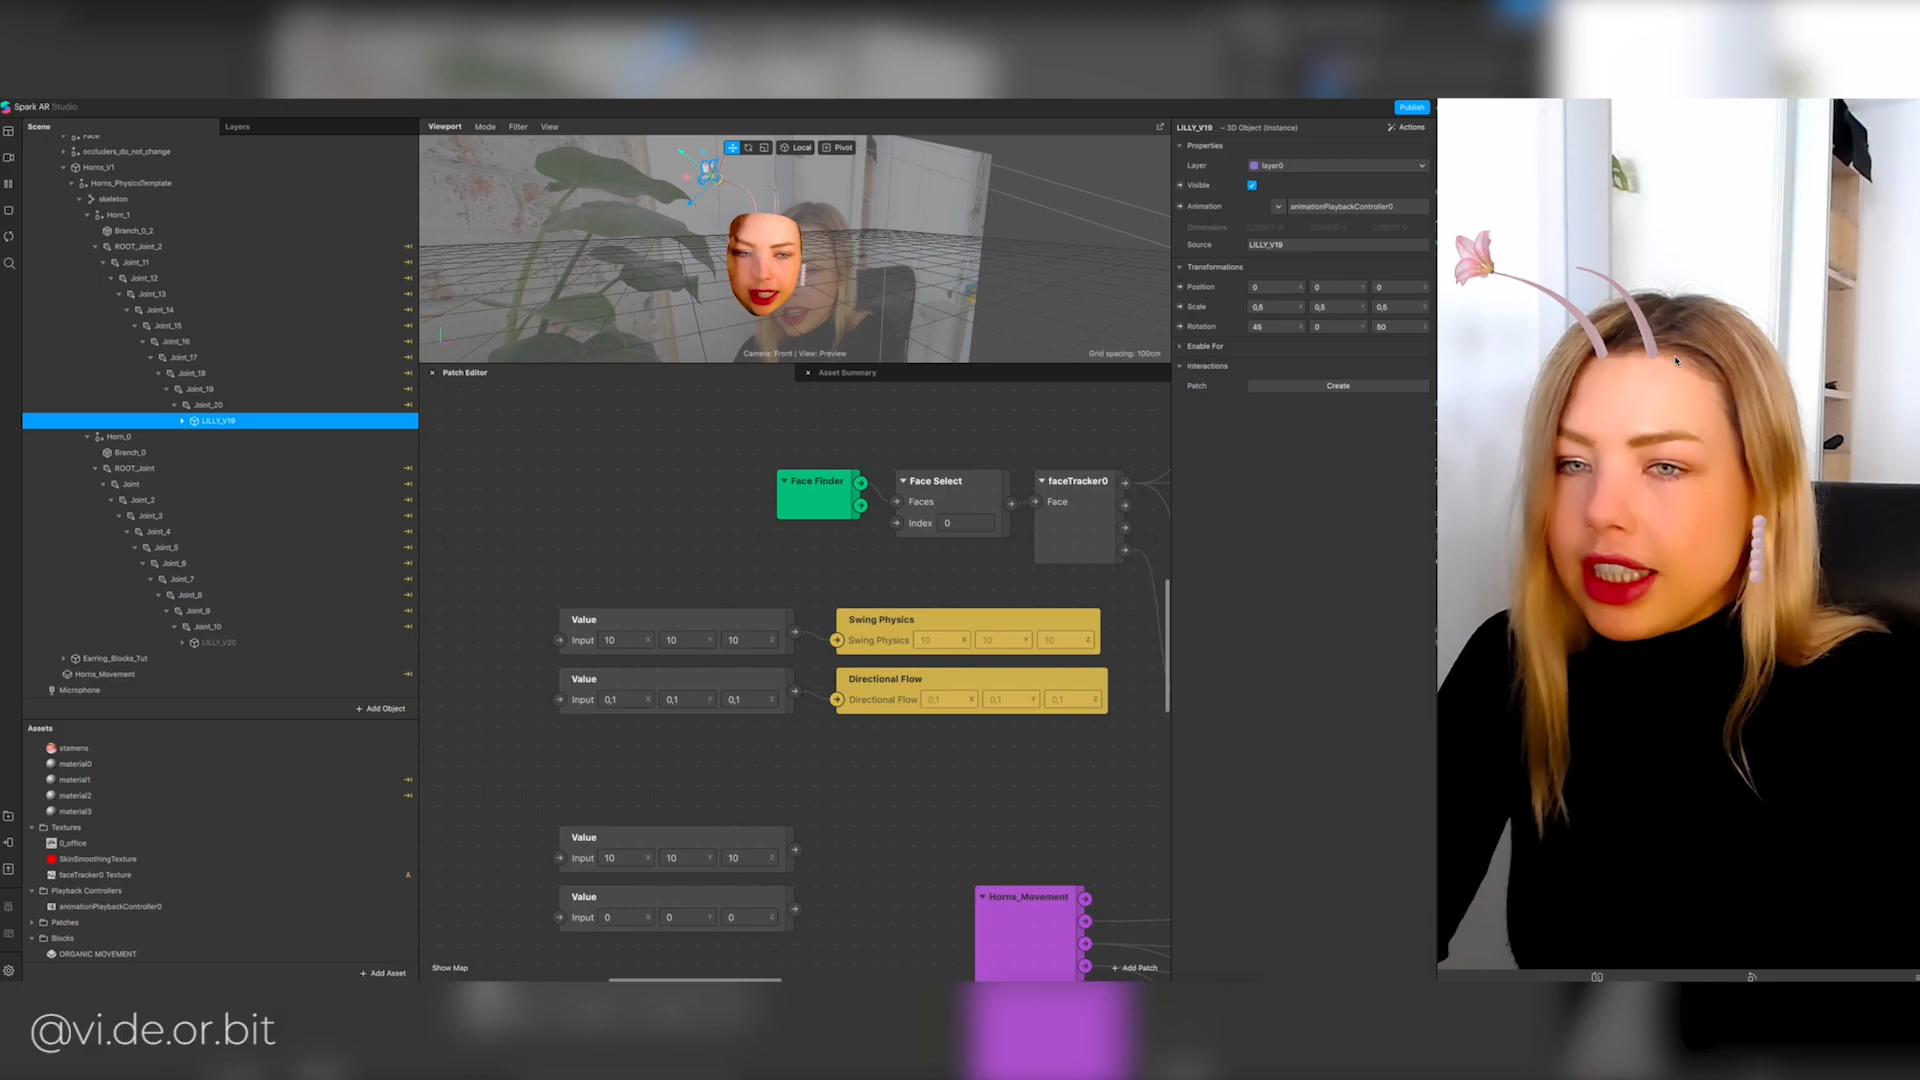 Spark AR Studio
Publish
Scene
Layers
Face
occluders_do_not_change
Horns_V1
Horns_PhysicsTemplate
skeleton
Horn_1
Branch_0_2
ROOT_Joint_2
Joint_11
Joint_12
Joint_13
Joint_14
Joint_15
Joint_16
Joint_17
Joint_18
Joint_19
Joint_20
LILLY_V19
Horn_0
Branch_0
ROOT_Joint
Joint
Joint_2
Joint_3
Joint_4
Joint_5
Joint_6
Joint_7
Joint_8
Joint_9
Joint_10
LILLY_V20
Earring_Blocks_Tut
Horns_Movement
Microphone
+ Add Object
Assets
stamens
material0
material1
material2
material3
Textures
0_office
SkinSmoothingTexture
faceTracker0 Texture A
Playback Controllers
animationPlaybackController0
Patches
Blocks
ORGANIC MOVEMENT
+ Add Asset
Viewport Mode Filter View
Local Pivot
Camera: Front | View: Preview
Grid spacing: 100cm
Patch Editor
Asset Summary
Face Finder
Face Select
Faces
Index 0
faceTracker0
Face
Value
Input 10 X 10 Y 10 Z
Swing Physics
Swing Physics 10 X 10 Y 10 Z
Value
Input 0,1 X 0,1 Y 0,1 Z
Directional Flow
Directional Flow 0,1 X 0,1 Y 0,1 Z
Value
Input 10 X 10 Y 10 Z
Value
Input 0 X 0 Y 0 Z
Horns_Movement
Show Map
+ Add Patch
LILLY_V19 – 3D Object (Instance)
Actions
Properties
Layer layer0
Visible
Animation animationPlaybackController0
Dimensions
Source LILLY_V19
Transformations
Position 0 X 0 Y 0 Z
Scale 0,5 X 0,5 Y 0,5 Z
Rotation 45 X 0 Y 50 Z
Enable For
Interactions
Patch Create
@vi.de.or.bit